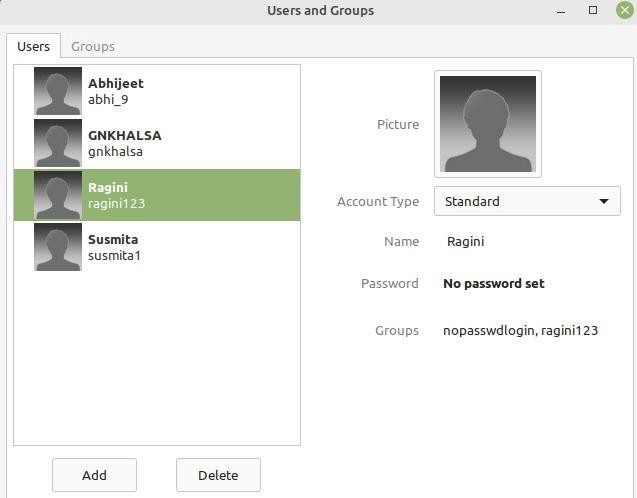 Users and Groups
Users Groups
Abhijeet
abhi_9
GNKHALSA
gnkhalsa
Ragini
ragini123
Susmita
susmita1
Picture
Account Type Standard
Name Ragini
Password No password set
Groups nopasswdlogin, ragini123
Add Delete